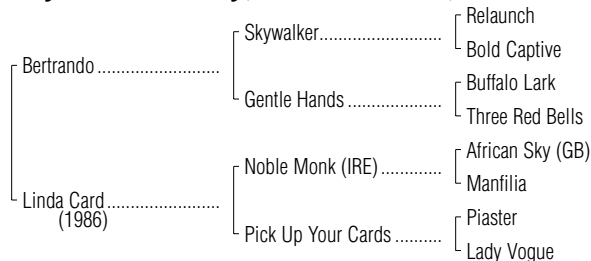 Relaunch
Skywalker
Bold Captive
Bertrando
Buffalo Lark
Gentle Hands
Three Red Bells
African Sky (GB)
Noble Monk (IRE)
Manfilia
Linda Card
(1986)
Piaster
Pick Up Your Cards
Lady Vogue